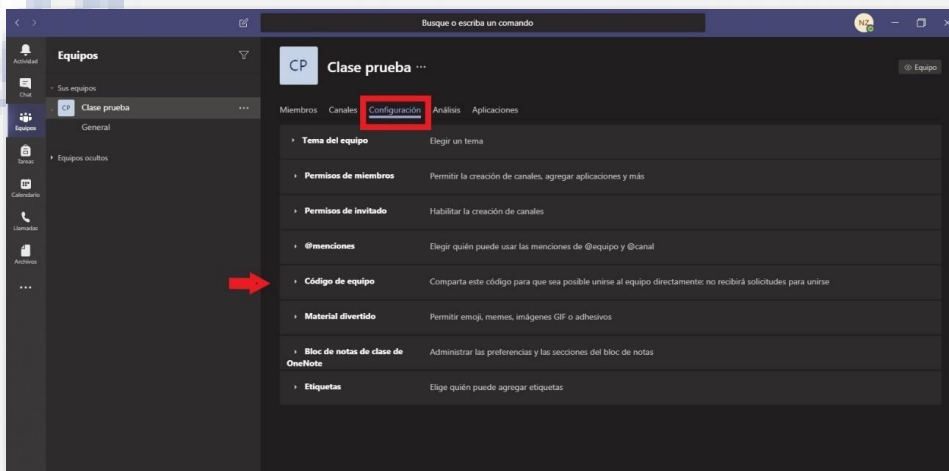 Busque o escriba un comando
NZ
Actividad
Chat
Equipos
Tareas
Calendario
Llamadas
Archivos
Equipos
Sus equipos
CP Clase prueba ...
General
Equipos ocultos
CP Clase prueba ...
Equipo
Miembros Canales Configuración Análisis Aplicaciones
Tema del equipo Elegir un tema
Permisos de miembros Permitir la creación de canales, agregar aplicaciones y más
Permisos de invitado Habilitar la creación de canales
@menciones Elegir quién puede usar las menciones de @equipo y @canal
Código de equipo Comparta este código para que sea posible unirse al equipo directamente: no recibirá solicitudes para unirse
Material divertido Permitir emoji, memes, imágenes GIF o adhesivos
Bloc de notas de clase de Administrar las preferencias y las secciones del bloc de notas
OneNote
Etiquetas Elige quién puede agregar etiquetas